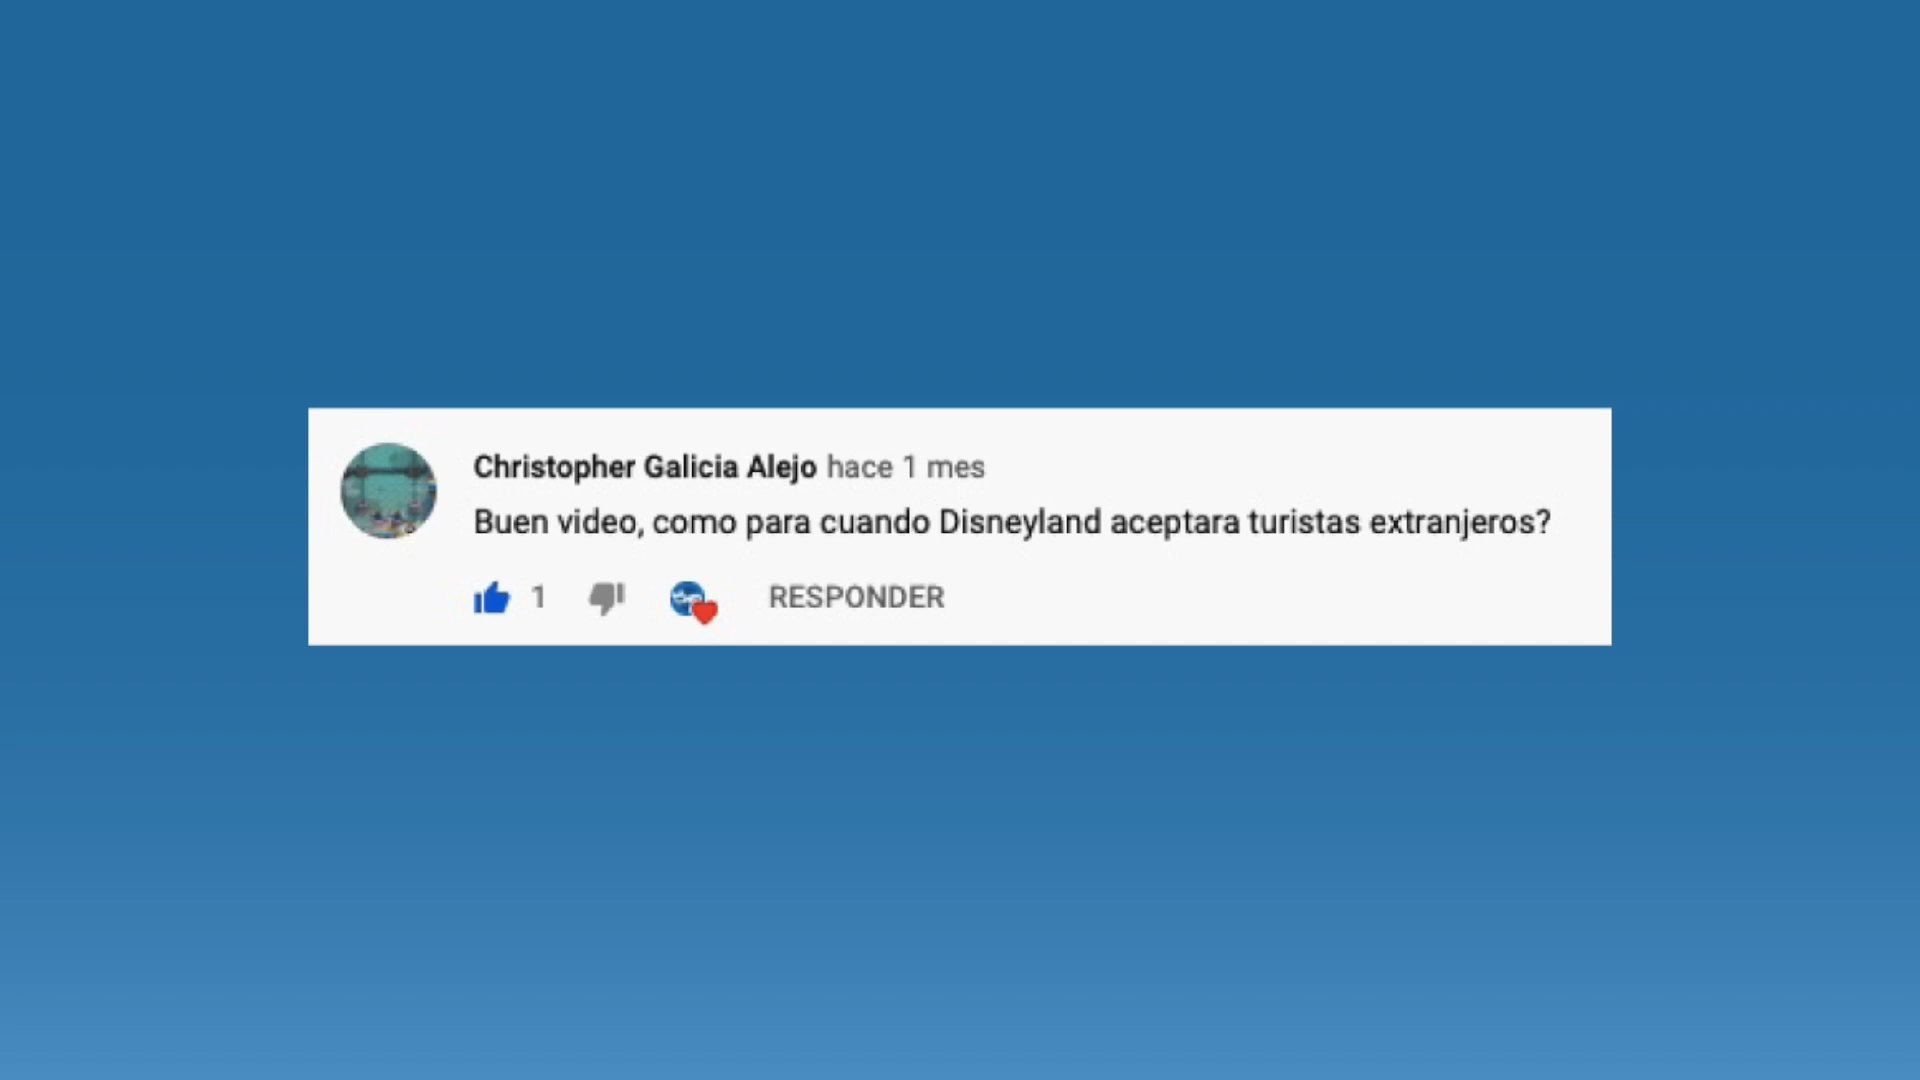 Christopher Galicia Alejo hace 1 mes
Buen video, como para cuando Disneyland aceptara turistas extranjeros?
1 RESPONDER